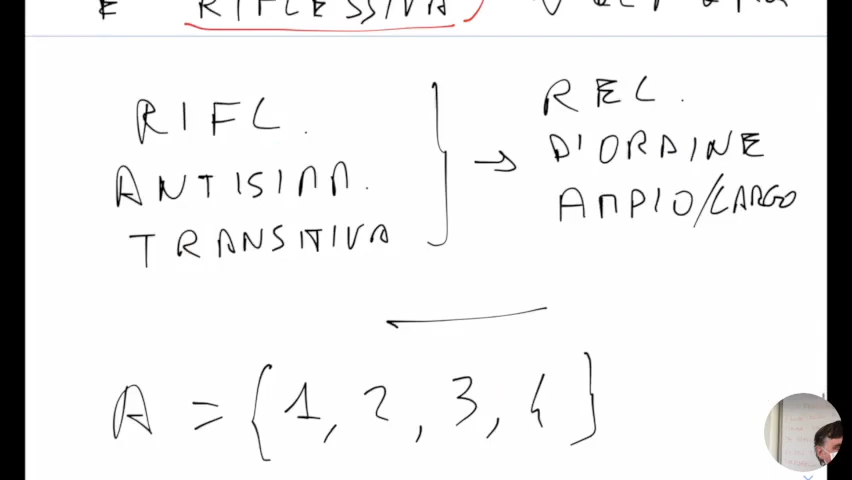 È RIFLESSIVA
RIFL.
ANTISIMM.
TRANSITIVA
→ REL.
D'ORDINE
AMPIO/LARGO
A = {1, 2, 3, 4}